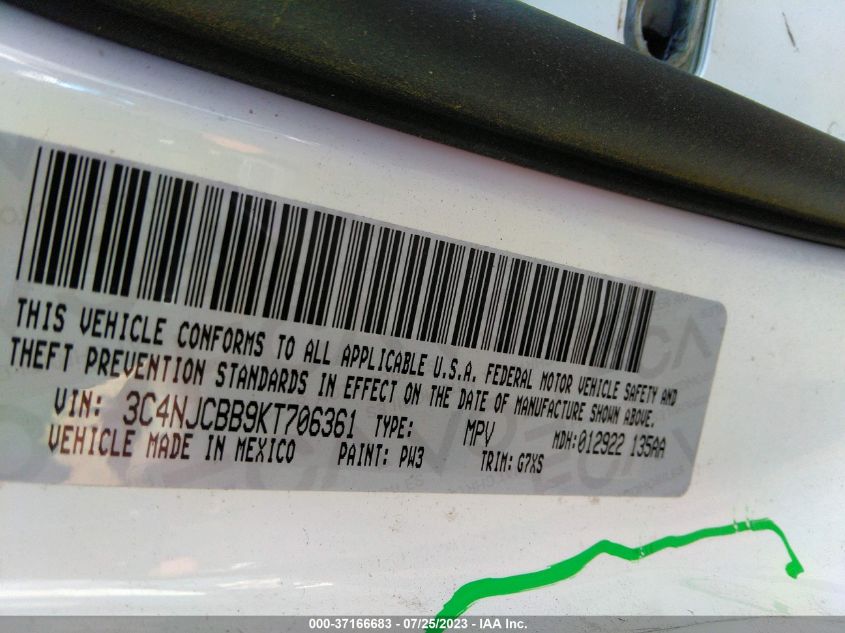 THIS VEHICLE CONFORMS TO ALL APPLICABLE U.S.A. FEDERAL MOTOR VEHICLE SAFETY AND
THEFT PREVENTION STANDARDS IN EFFECT ON THE DATE OF MANUFACTURE SHOWN ABOVE.
VIN: 3C4NJCBB9KT706361 TYPE: MPV MDH:012922 135AA
VEHICLE MADE IN MEXICO PAINT: PW3 TRIM: G7XS
000-37166683 - 07/25/2023 - IAA Inc.